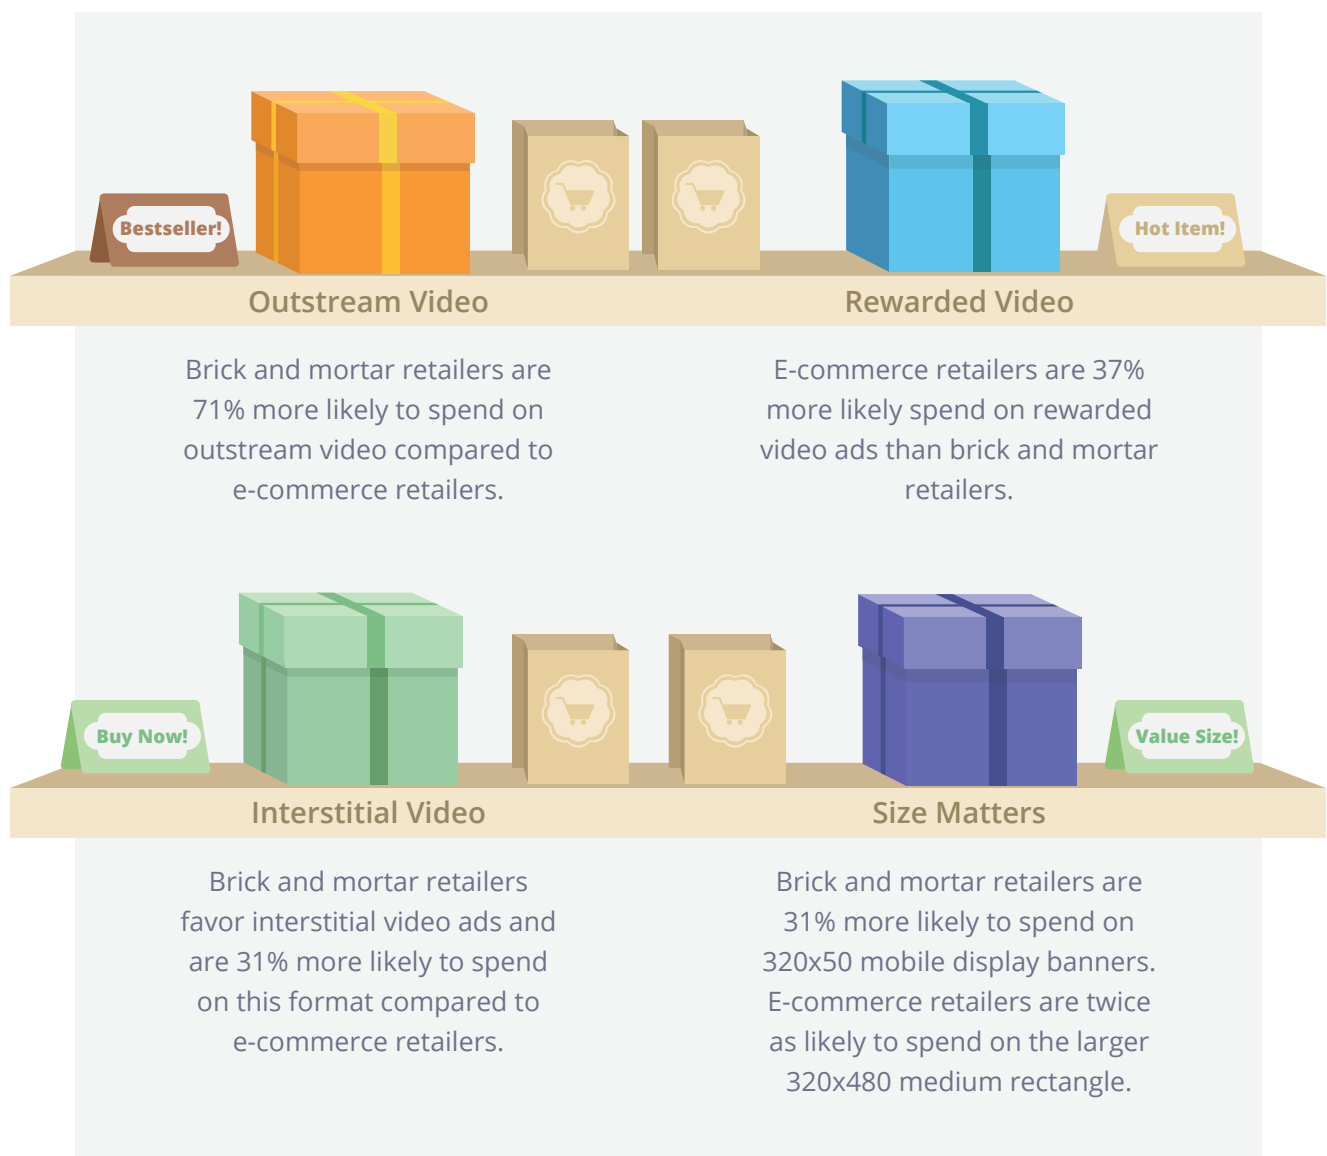 Bestseller!
Hot Item!
Outstream Video
Rewarded Video
Brick and mortar retailers are
71% more likely to spend on
outstream video compared to
e-commerce retailers.
E-commerce retailers are 37%
more likely spend on rewarded
video ads than brick and mortar
retailers.
Buy Now!
Value Size!
Interstitial Video
Size Matters
Brick and mortar retailers
favor interstitial video ads and
are 31% more likely to spend
on this format compared to
e-commerce retailers.
Brick and mortar retailers are
31% more likely to spend on
320x50 mobile display banners.
E-commerce retailers are twice
as likely to spend on the larger
320x480 medium rectangle.